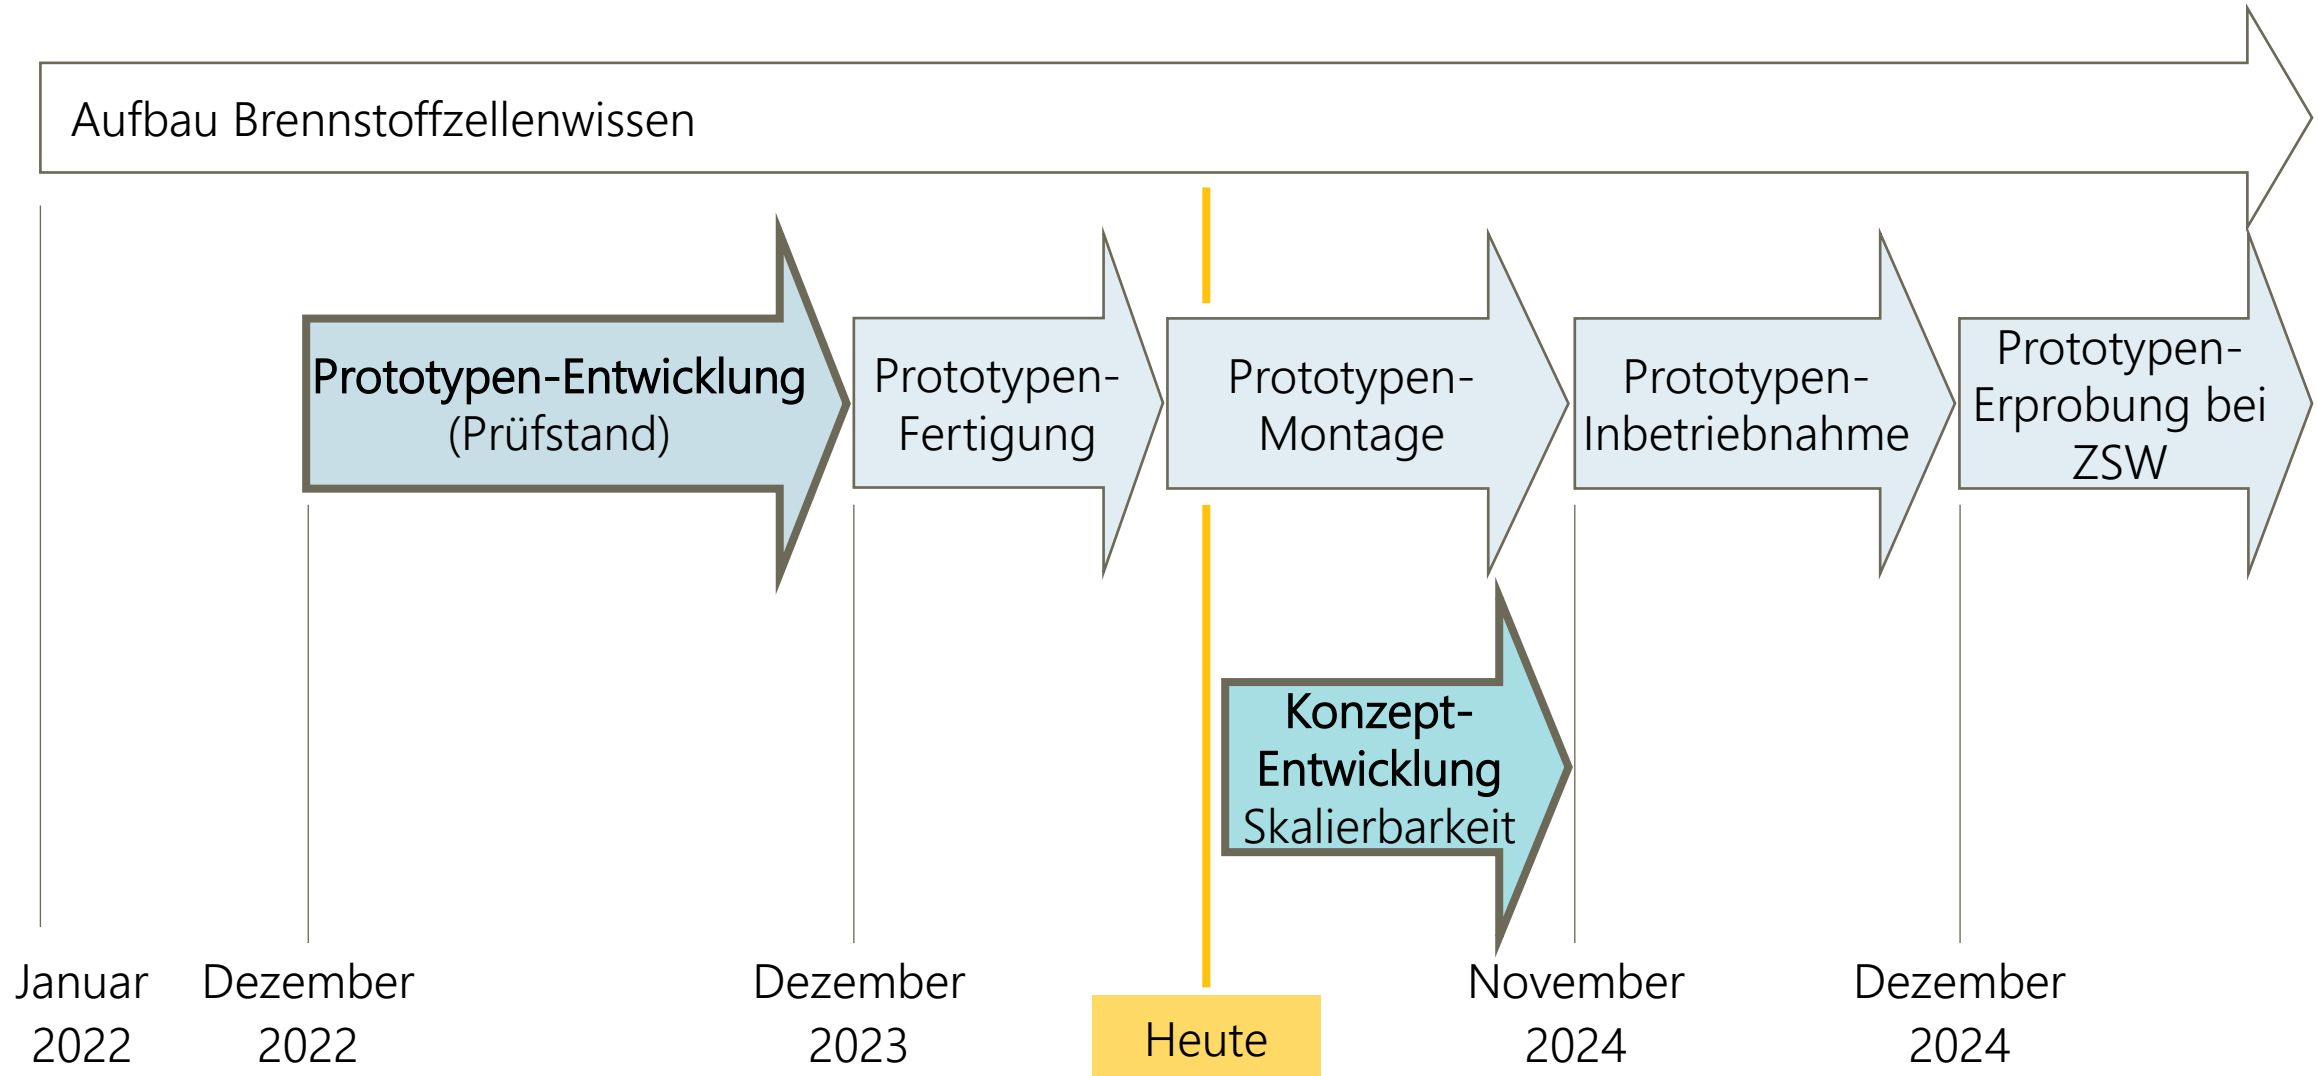 Aufbau Brennstoffzellenwissen
Prototypen-Entwicklung
(Prüfstand)
Prototypen-
Fertigung
Prototypen-
Montage
Prototypen-
Inbetriebnahme
Prototypen-
Erprobung bei
ZSW
Konzept-
Entwicklung
Skalierbarkeit
Januar
2022
Dezember
2022
Dezember
2023
Heute
November
2024
Dezember
2024